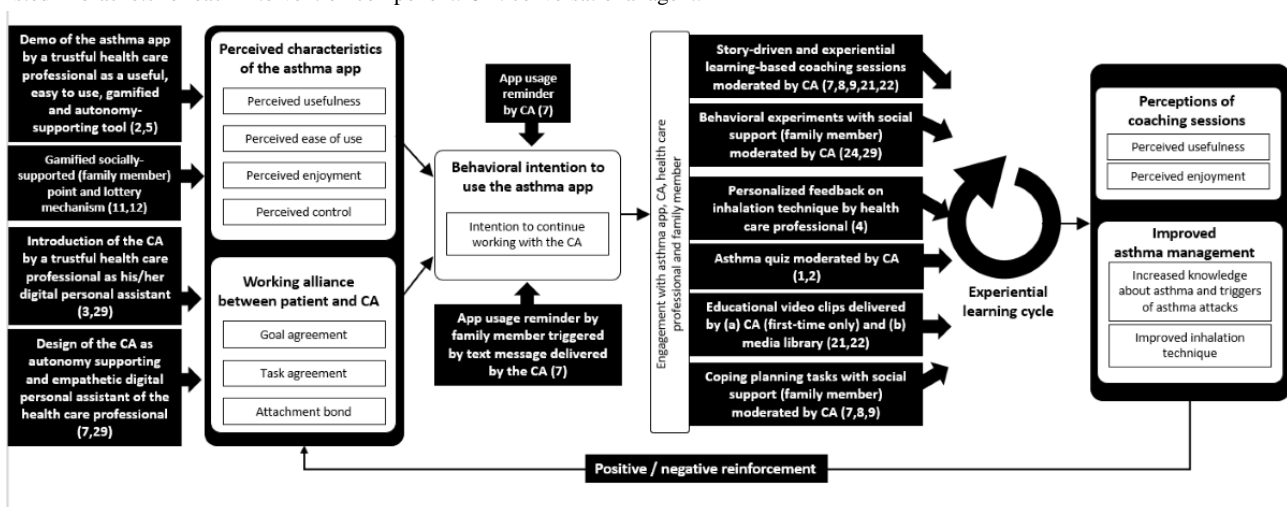 Demo of the asthma app
by a trustful health care
professional as a useful,
easy to use, gamified
and autonomy-
supporting tool (2,5)
Gamified socially-
supported (family member)
point and lottery
mechanism (11,12)
Introduction of the CA
by a trustful health care
professional as his/her
digital personal assistant
(3,29)
Design of the CA as
autonomy supporting
and empathetic digital
personal assistant of the
health care professional
(7,29)
Perceived characteristics
of the asthma app
Perceived usefulness
Perceived ease of use
Perceived enjoyment
Perceived control
Working alliance
between patient and CA
Goal agreement
Task agreement
Attachment bond
App usage
reminder
by CA (7)
Behavioral intention to
use the asthma app
Intention to continue
working with the CA
App usage reminder by
family member triggered
by text message delivered
by the CA (7)
Engagement with asthma app, CA, health care
professional and family member
Story-driven and experiential
learning-based coaching sessions
moderated by CA (7,8,9,21,22)
Behavioral experiments with social
support (family member)
moderated by CA (24,29)
Personalized feedback on
inhalation technique by health
care professional (4)
Asthma quiz moderated by CA
(1,2)
Educational video clips delivered
by (a) CA (first-time only) and (b)
media library (21,22)
Coping planning tasks with social
support (family member)
moderated by CA (7,8,9)
Experiential
learning cycle
Perceptions of
coaching sessions
Perceived usefulness
Perceived enjoyment
Improved
asthma management
Increased knowledge
about asthma and triggers
of asthma attacks
Improved inhalation
technique
Positive / negative reinforcement